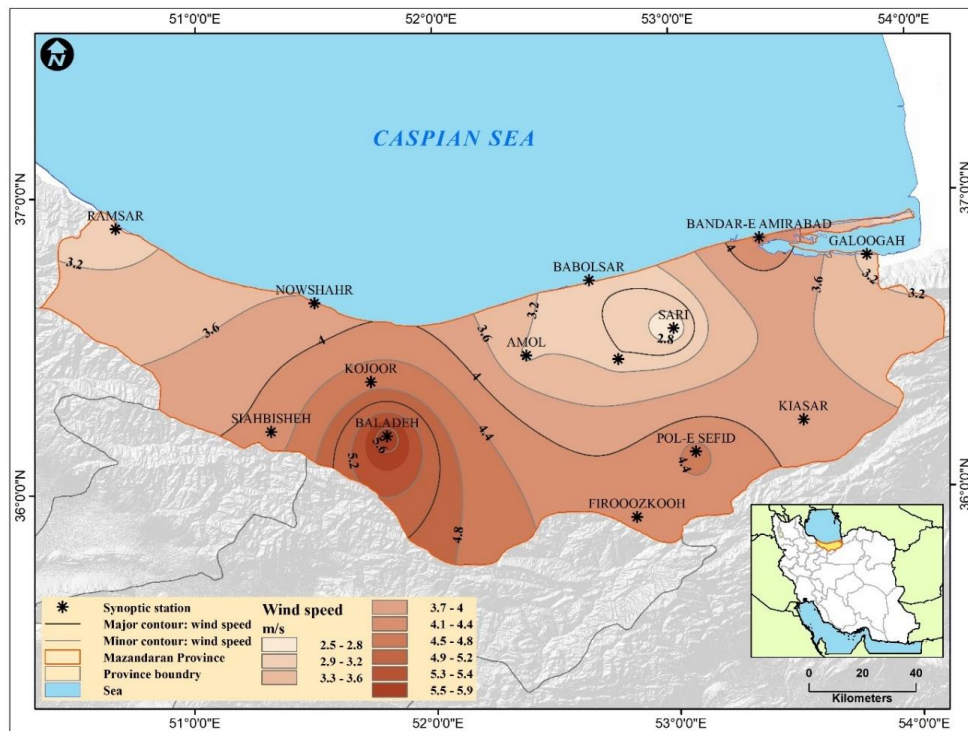 51°0'0"E
52°0'0"E
53°0'0"E
54°0'0"E
N
CASPIAN SEA
37°0'0"N
37°0'0"N
RAMSAR
BANDAR-E AMIRABAD
GALOOGAH
3.2
4
3.2
3.2
NOWSHAHR
BABOLSAR
3.6
3.6
4
3.2
3.6
SARI
2.8
AMOL
KOJOOR
4
4.4
SIAHBISHEH
BALADEH
5.6
5.2
KIASAR
POL-E SEFID
4.4
36°0'0"N
36°0'0"N
4.8
FIROOOZKOOH
Synoptic station
Major contour: wind speed
Minor contour: wind speed
Mazandaran Province
Province boundry
Sea
Wind speed
m/s
2.5 - 2.8
2.9 - 3.2
3.3 - 3.6
3.7 - 4
4.1 - 4.4
4.5 - 4.8
4.9 - 5.2
5.3 - 5.4
5.5 - 5.9
0 20 40
Kilometers
51°0'0"E
52°0'0"E
53°0'0"E
54°0'0"E